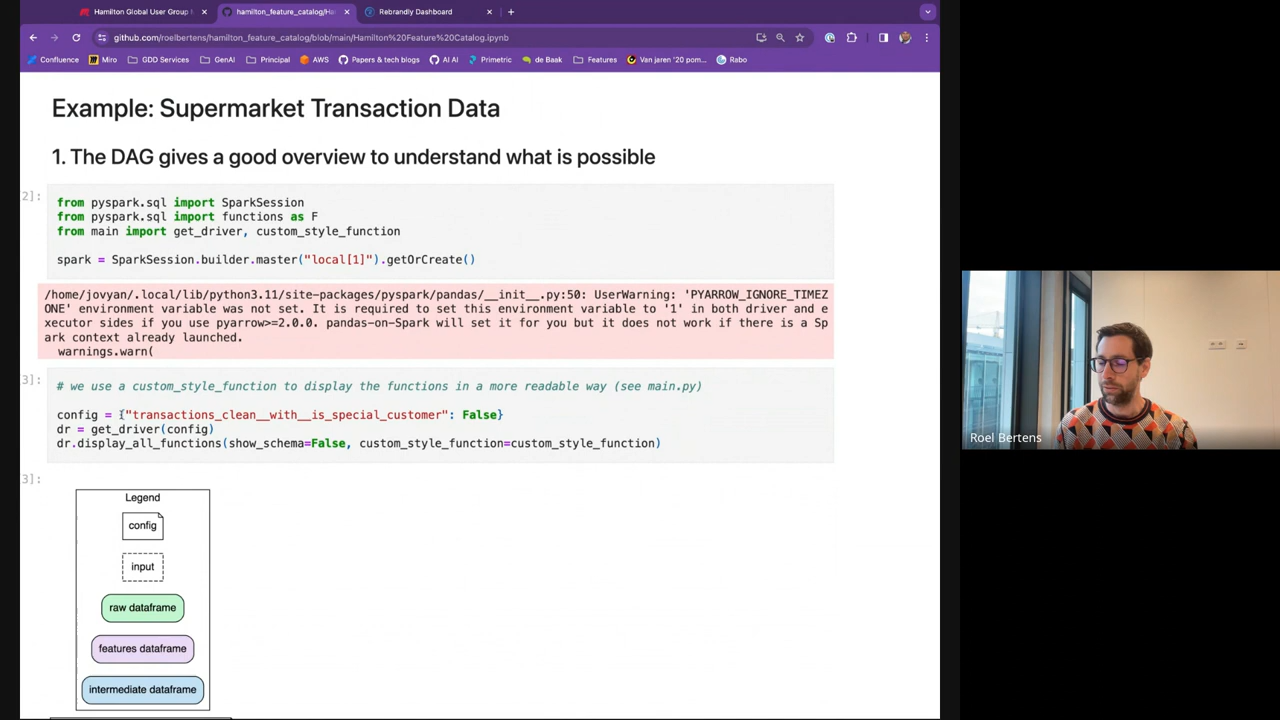 Hamilton Global User Group
hamilton_feature_catalog/Ha
Rebrandly Dashboard
github.com/roelbertens/hamilton_feature_catalog/blob/main/Hamilton%20Feature%20Catalog.ipynb
Confluence
Miro
GDD Services
GenAI
Principal
AWS
Papers & tech blogs
AI AI
Primetric
de Baak
Features
Van jaren '20 pom...
Rabo
Example: Supermarket Transaction Data
1. The DAG gives a good overview to understand what is possible
2]:
from pyspark.sql import SparkSession
from pyspark.sql import functions as F
from main import get_driver, custom_style_function
spark = SparkSession.builder.master("local[1]").getOrCreate()
/home/jovyan/.local/lib/python3.11/site-packages/pyspark/pandas/__init__.py:50: UserWarning: 'PYARROW_IGNORE_TIMEZ
ONE' environment variable was not set. It is required to set this environment variable to '1' in both driver and e
xecutor sides if you use pyarrow>=2.0.0. pandas-on-Spark will set it for you but it does not work if there is a Sp
ark context already launched.
warnings.warn(
3]:
# we use a custom_style_function to display the functions in a more readable way (see main.py)
config = {"transactions_clean__with__is_special_customer": False}
dr = get_driver(config)
dr.display_all_functions(show_schema=False, custom_style_function=custom_style_function)
3]:
Legend
config
input
raw dataframe
features dataframe
intermediate dataframe
Roel Bertens